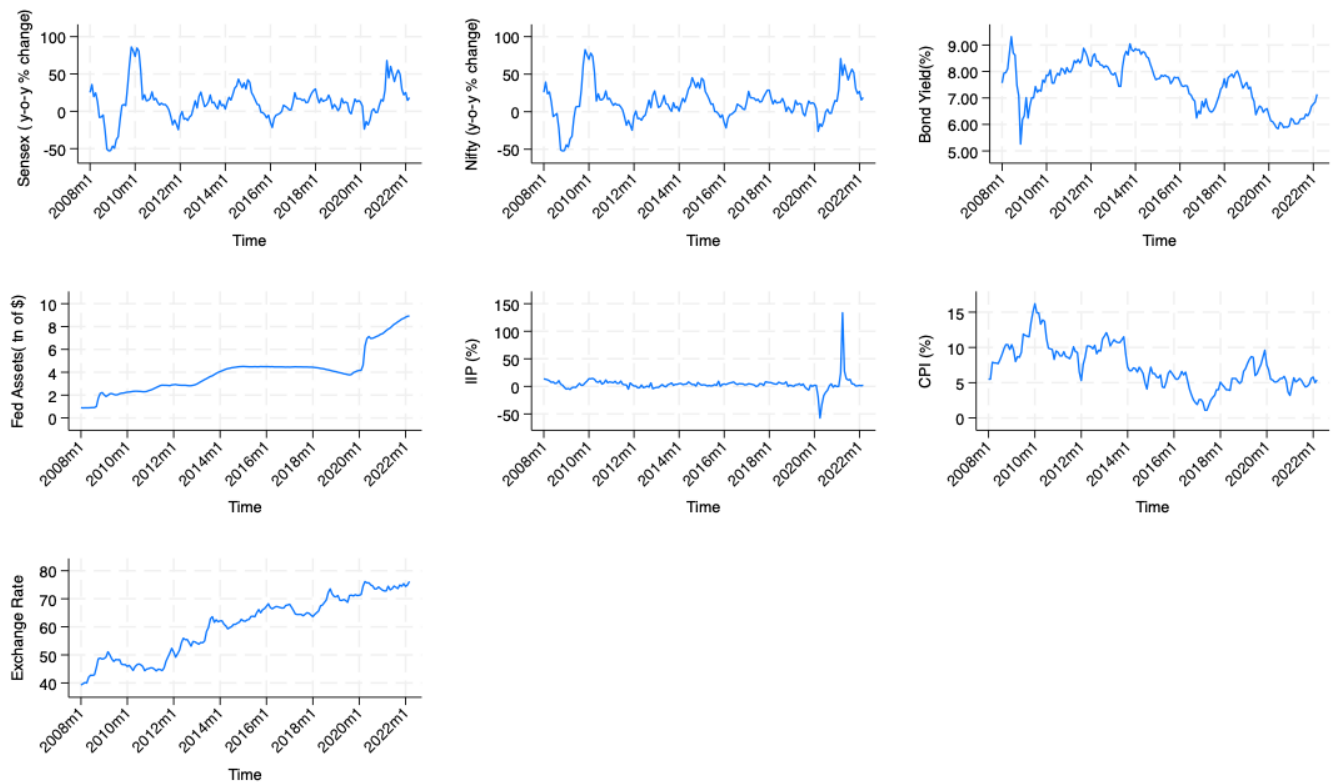 Sensex ( y-o-y % change)
100
50
0
-50
2008m1
2010m1
2012m1
2014m1
2016m1
2018m1
2020m1
2022m1
Time
Nifty (y-o-y % change)
100
50
0
-50
2008m1
2010m1
2012m1
2014m1
2016m1
2018m1
2020m1
2022m1
Time
Bond Yield(%)
9.00
8.00
7.00
6.00
5.00
2008m1
2010m1
2012m1
2014m1
2016m1
2018m1
2020m1
2022m1
Time
Fed Assets( tn of $)
10
8
6
4
2
0
2008m1
2010m1
2012m1
2014m1
2016m1
2018m1
2020m1
2022m1
Time
IIP (%)
150
100
50
0
-50
2008m1
2010m1
2012m1
2014m1
2016m1
2018m1
2020m1
2022m1
Time
CPI (%)
15
10
5
0
2008m1
2010m1
2012m1
2014m1
2016m1
2018m1
2020m1
2022m1
Time
Exchange Rate
80
70
60
50
40
2008m1
2010m1
2012m1
2014m1
2016m1
2018m1
2020m1
2022m1
Time